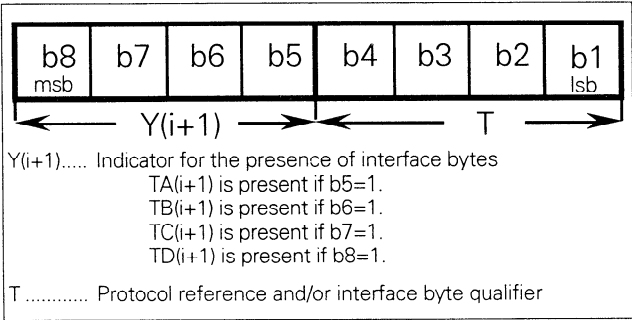 b8 b7 b6 b5 b4 b3 b2 b1
msb lsb
Y(i+1) T
Y(i+1)..... Indicator for the presence of interface bytes
TA(i+1) is present if b5=1.
TB(i+1) is present if b6=1.
TC(i+1) is present if b7=1.
TD(i+1) is present if b8=1.
T ............ Protocol reference and/or interface byte qualifier